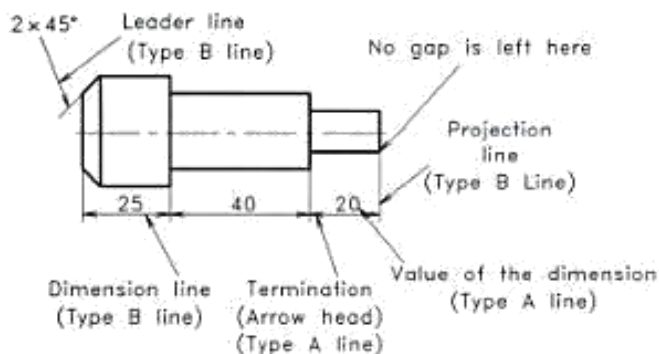 2×45°
Leader line
(Type B line)
No gap is left here
Projection
line
(Type B Line)
25
40
20
Dimension line
(Type B line)
Termination
(Arrow head)
(Type A line)
Value of the dimension
(Type A line)